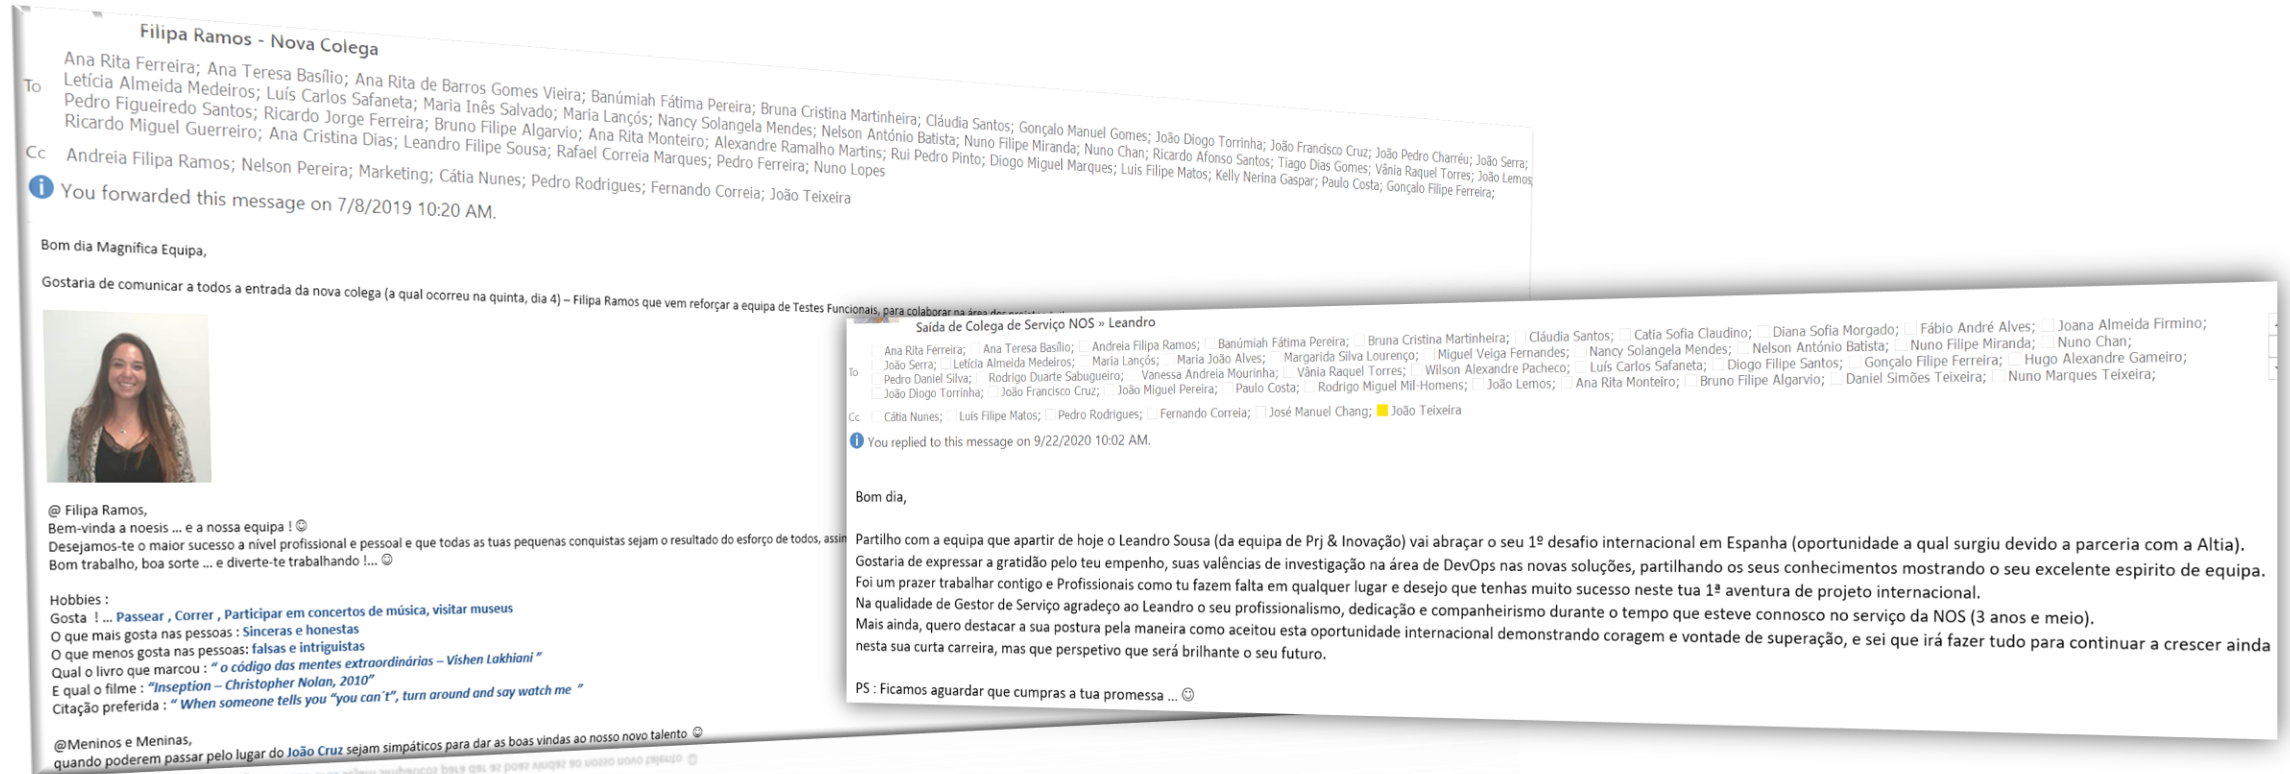 Filipa Ramos - Nova Colega
To
Ana Rita Ferreira; Ana Teresa Basílio; Ana Rita de Barros Gomes Vieira; Banúmiah Fátima Pereira; Bruna Cristina Martinheira; Cláudia Santos; Gonçalo Manuel Gomes; João Diogo Torrinha; João Francisco Cruz; João Pedro Charréu; João Serra;
Letícia Almeida Medeiros; Luís Carlos Safaneta; Maria Inês Salvado; Maria Lançós; Nancy Solangela Mendes; Nelson António Batista; Nuno Filipe Miranda; Nuno Chan; Ricardo Afonso Santos; Tiago Dias Gomes; Vânia Raquel Torres; João Lemos;
Pedro Figueiredo Santos; Ricardo Jorge Ferreira; Bruno Filipe Algarvio; Ana Rita Monteiro; Alexandre Ramalho Martins; Rui Pedro Pinto; Diogo Miguel Marques; Luis Filipe Matos; Kelly Nerina Gaspar; Paulo Costa; Gonçalo Filipe Ferreira;
Ricardo Miguel Guerreiro; Ana Cristina Dias; Leandro Filipe Sousa; Rafael Correia Marques; Pedro Ferreira; Nuno Lopes
Cc Andreia Filipa Ramos; Nelson Pereira; Marketing; Cátia Nunes; Pedro Rodrigues; Fernando Correia; João Teixeira
You forwarded this message on 7/8/2019 10:20 AM.
Bom dia Magnífica Equipa,
Gostaria de comunicar a todos a entrada da nova colega (a qual ocorreu na quinta, dia 4) – Filipa Ramos que vem reforçar a equipa de Testes Funcionais, para colaborar na área dos
@ Filipa Ramos,
Bem-vinda a noesis ... e a nossa equipa ! ☺
Desejamos-te o maior sucesso a nível profissional e pessoal e que todas as tuas pequenas conquistas sejam o resultado do esforço de todos, assim
Bom trabalho, boa sorte ... e diverte-te trabalhando !... ☺
Hobbies :
Gosta ! ... Passear , Correr , Participar em concertos de música, visitar museus
O que mais gosta nas pessoas : Sinceras e honestas
O que menos gosta nas pessoas: falsas e intriguistas
Qual o livro que marcou : “ o código das mentes extraordinárias – Vishen Lakhiani ”
E qual o filme : “Inseption – Christopher Nolan, 2010”
Citação preferida : “ When someone tells you “you can´t”, turn around and say watch me ”
@Meninos e Meninas,
quando poderem passar pelo lugar do João Cruz sejam simpáticos para dar as boas vindas ao nosso novo talento ☺
Saída de Colega de Serviço NOS » Leandro
To
Ana Rita Ferreira; Ana Teresa Basílio; Andreia Filipa Ramos; Banúmiah Fátima Pereira; Bruna Cristina Martinheira; Cláudia Santos; Catia Sofia Claudino; Diana Sofia Morgado; Fábio André Alves; Joana Almeida Firmino;
João Serra; Letícia Almeida Medeiros; Maria Lançós; Maria João Alves; Margarida Silva Lourenço; Miguel Veiga Fernandes; Nancy Solangela Mendes; Nelson António Batista; Nuno Filipe Miranda; Nuno Chan;
Pedro Daniel Silva; Rodrigo Duarte Sabugueiro; Vanessa Andreia Mourinha; Vânia Raquel Torres; Wilson Alexandre Pacheco; Luís Carlos Safaneta; Diogo Filipe Santos; Gonçalo Filipe Ferreira; Hugo Alexandre Gameiro;
João Diogo Torrinha; João Francisco Cruz; João Miguel Pereira; Paulo Costa; Rodrigo Miguel Mil-Homens; João Lemos; Ana Rita Monteiro; Bruno Filipe Algarvio; Daniel Simões Teixeira; Nuno Marques Teixeira;
Cc Cátia Nunes; Luis Filipe Matos; Pedro Rodrigues; Fernando Correia; José Manuel Chang; João Teixeira
You replied to this message on 9/22/2020 10:02 AM.
Bom dia,
Partilho com a equipa que apartir de hoje o Leandro Sousa (da equipa de Prj & Inovação) vai abraçar o seu 1º desafio internacional em Espanha (oportunidade a qual surgiu devido a parceria com a Altia).
Gostaria de expressar a gratidão pelo teu empenho, suas valências de investigação na área de DevOps nas novas soluções, partilhando os seus conhecimentos mostrando o seu excelente espirito de equipa.
Foi um prazer trabalhar contigo e Profissionais como tu fazem falta em qualquer lugar e desejo que tenhas muito sucesso neste tua 1ª aventura de projeto internacional.
Na qualidade de Gestor de Serviço agradeço ao Leandro o seu profissionalismo, dedicação e companheirismo durante o tempo que esteve connosco no serviço da NOS (3 anos e meio).
Mais ainda, quero destacar a sua postura pela maneira como aceitou esta oportunidade internacional demonstrando coragem e vontade de superação, e sei que irá fazer tudo para continuar a crescer ainda
nesta sua curta carreira, mas que perspetivo que será brilhante o seu futuro.
PS : Ficamos aguardar que cumpras a tua promessa ... ☺